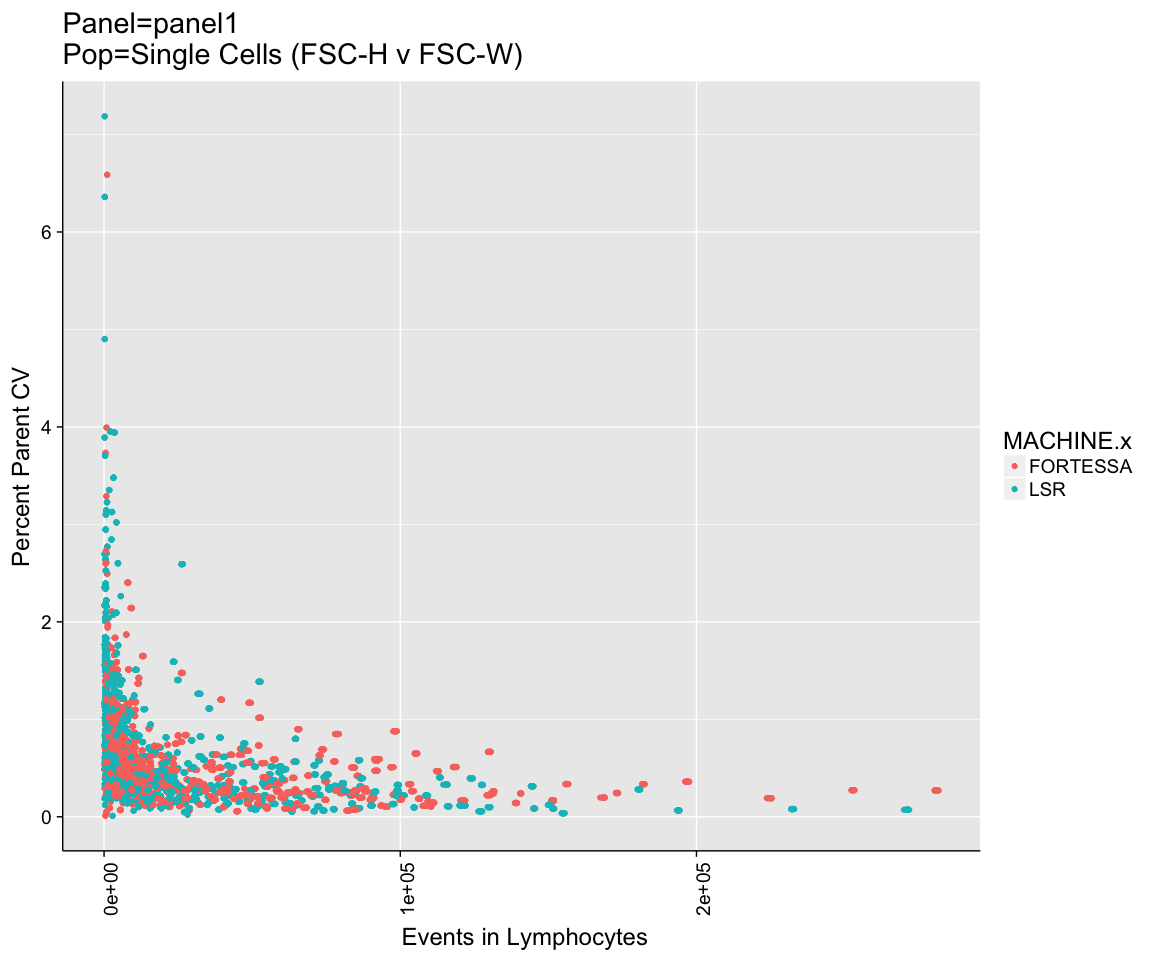 Panel=panel1
Pop=Single Cells (FSC-H v FSC-W)
Percent Parent CV
6
4
2
0
0e+00
1e+05
2e+05
Events in Lymphocytes
MACHINE.x
FORTESSA
LSR